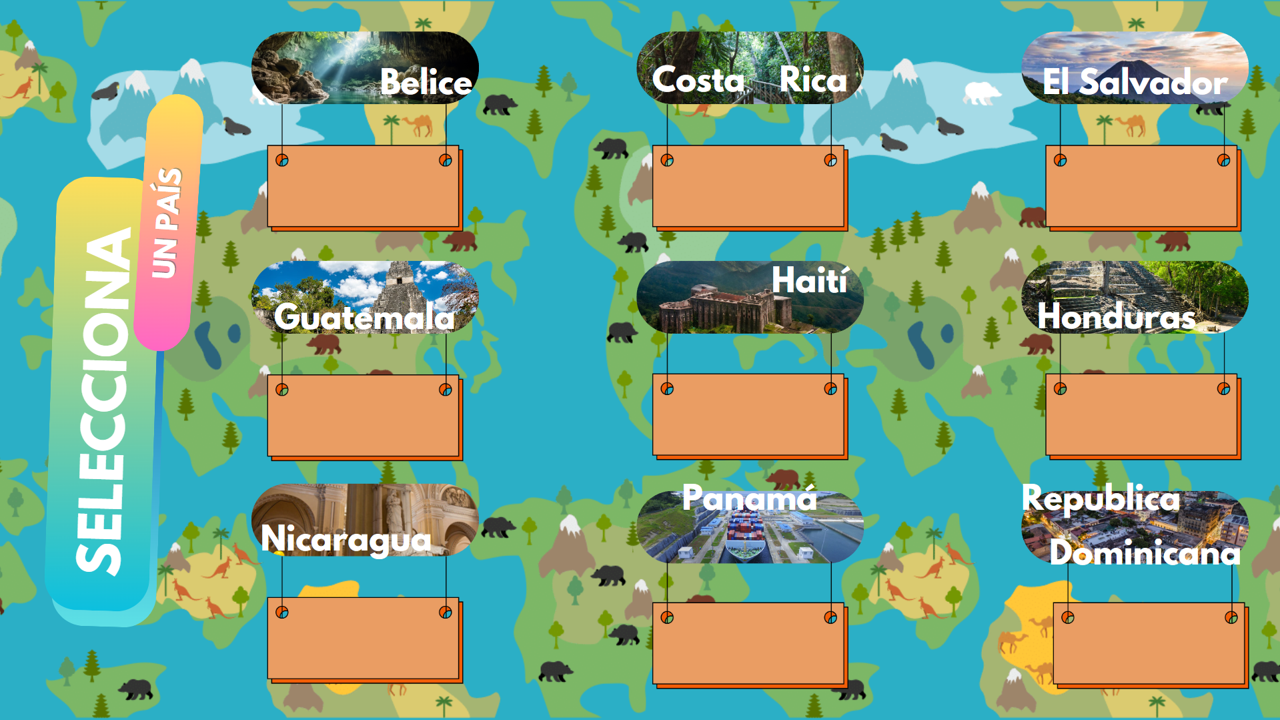 SELECCIONA
UN PAÍS
Belice
Costa Rica
El Salvador
Guatemala
Haití
Honduras
Nicaragua
Panamá
Republica
Dominicana